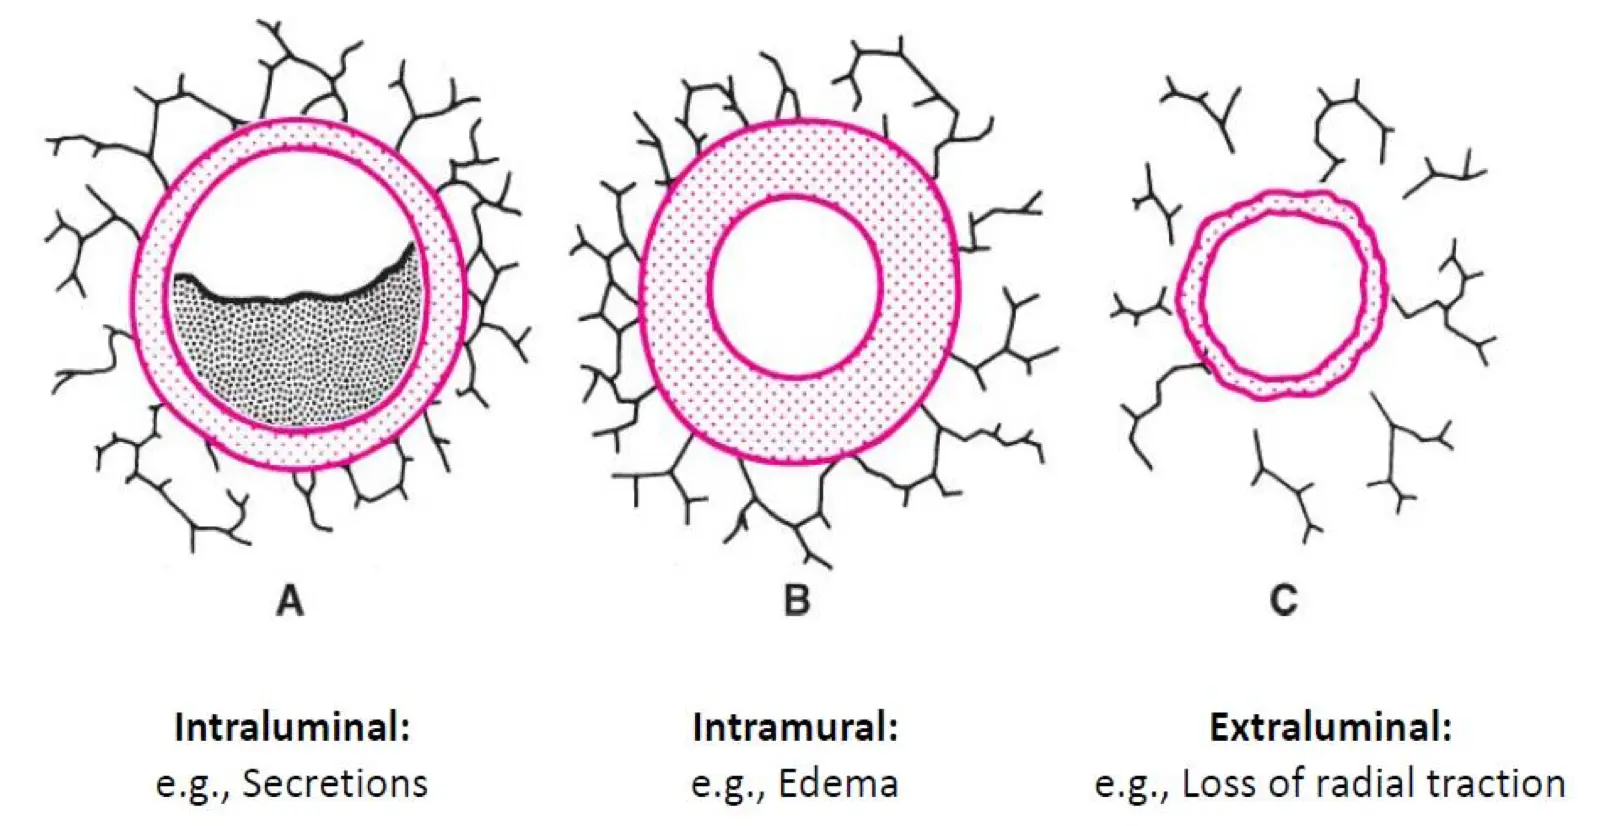 A B C
Intraluminal: Intramural: Extraluminal:
e.g., Secretions e.g., Edema e.g., Loss of radial traction